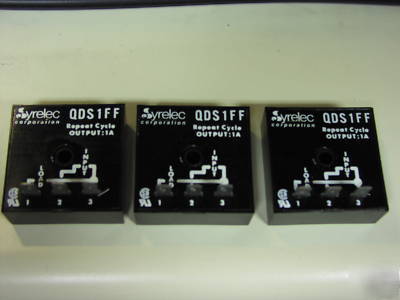 Syrelec QDS1FF
corporation Repeat Cycle
OUTPUT:1A
LOAD INPUT
1 2 3
Syrelec QDS1FF
corporation Repeat Cycle
OUTPUT:1A
LOAD INPUT
1 2 3
Syrelec QDS1FF
corporation Repeat Cycle
OUTPUT:1A
LOAD INPUT
1 2 3